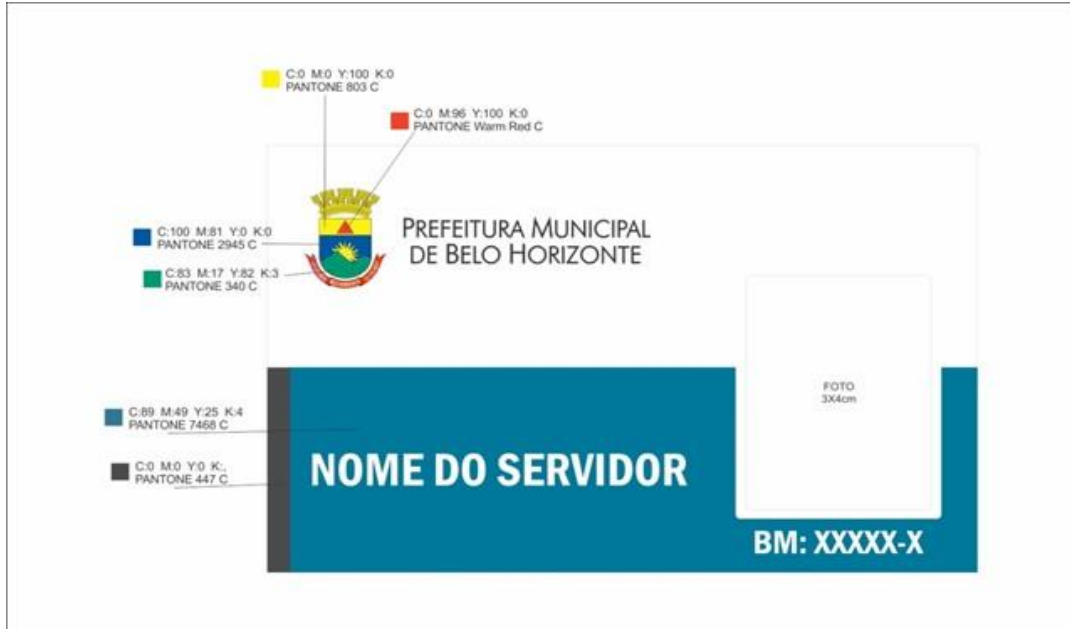 C:0 M:0 Y:100 K:0
PANTONE 803 C
C:0 M:96 Y:100 K:0
PANTONE Warm Red C
PREFEITURA MUNICIPAL
DE BELO HORIZONTE
C:100 M:81 Y:0 K:0
PANTONE 2945 C
C:83 M:17 Y:82 K:3
PANTONE 340 C
FOTO
3X4cm
C:89 M:49 Y:25 K:4
PANTONE 7468 C
C:0 M:0 Y:0 K:,
PANTONE 447 C
NOME DO SERVIDOR
BM: XXXXX-X